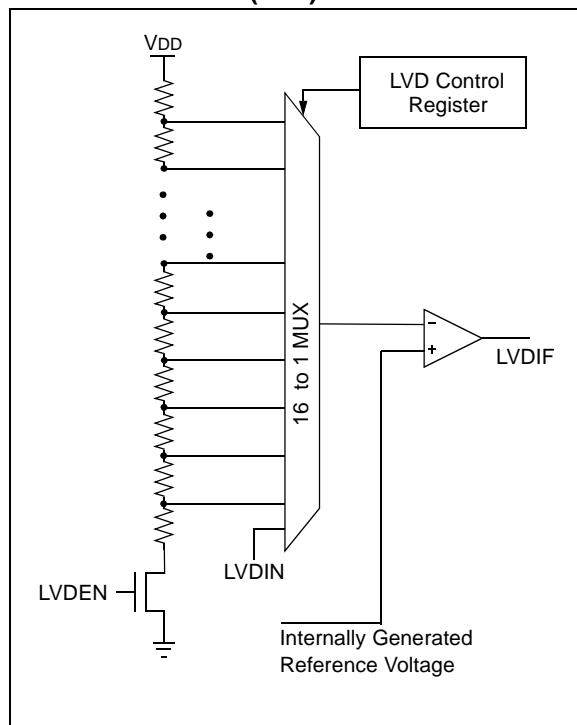 VDD
LVD Control
Register
16 to 1 MUX
−
+
LVDIF
LVDIN
LVDEN
Internally Generated
Reference Voltage